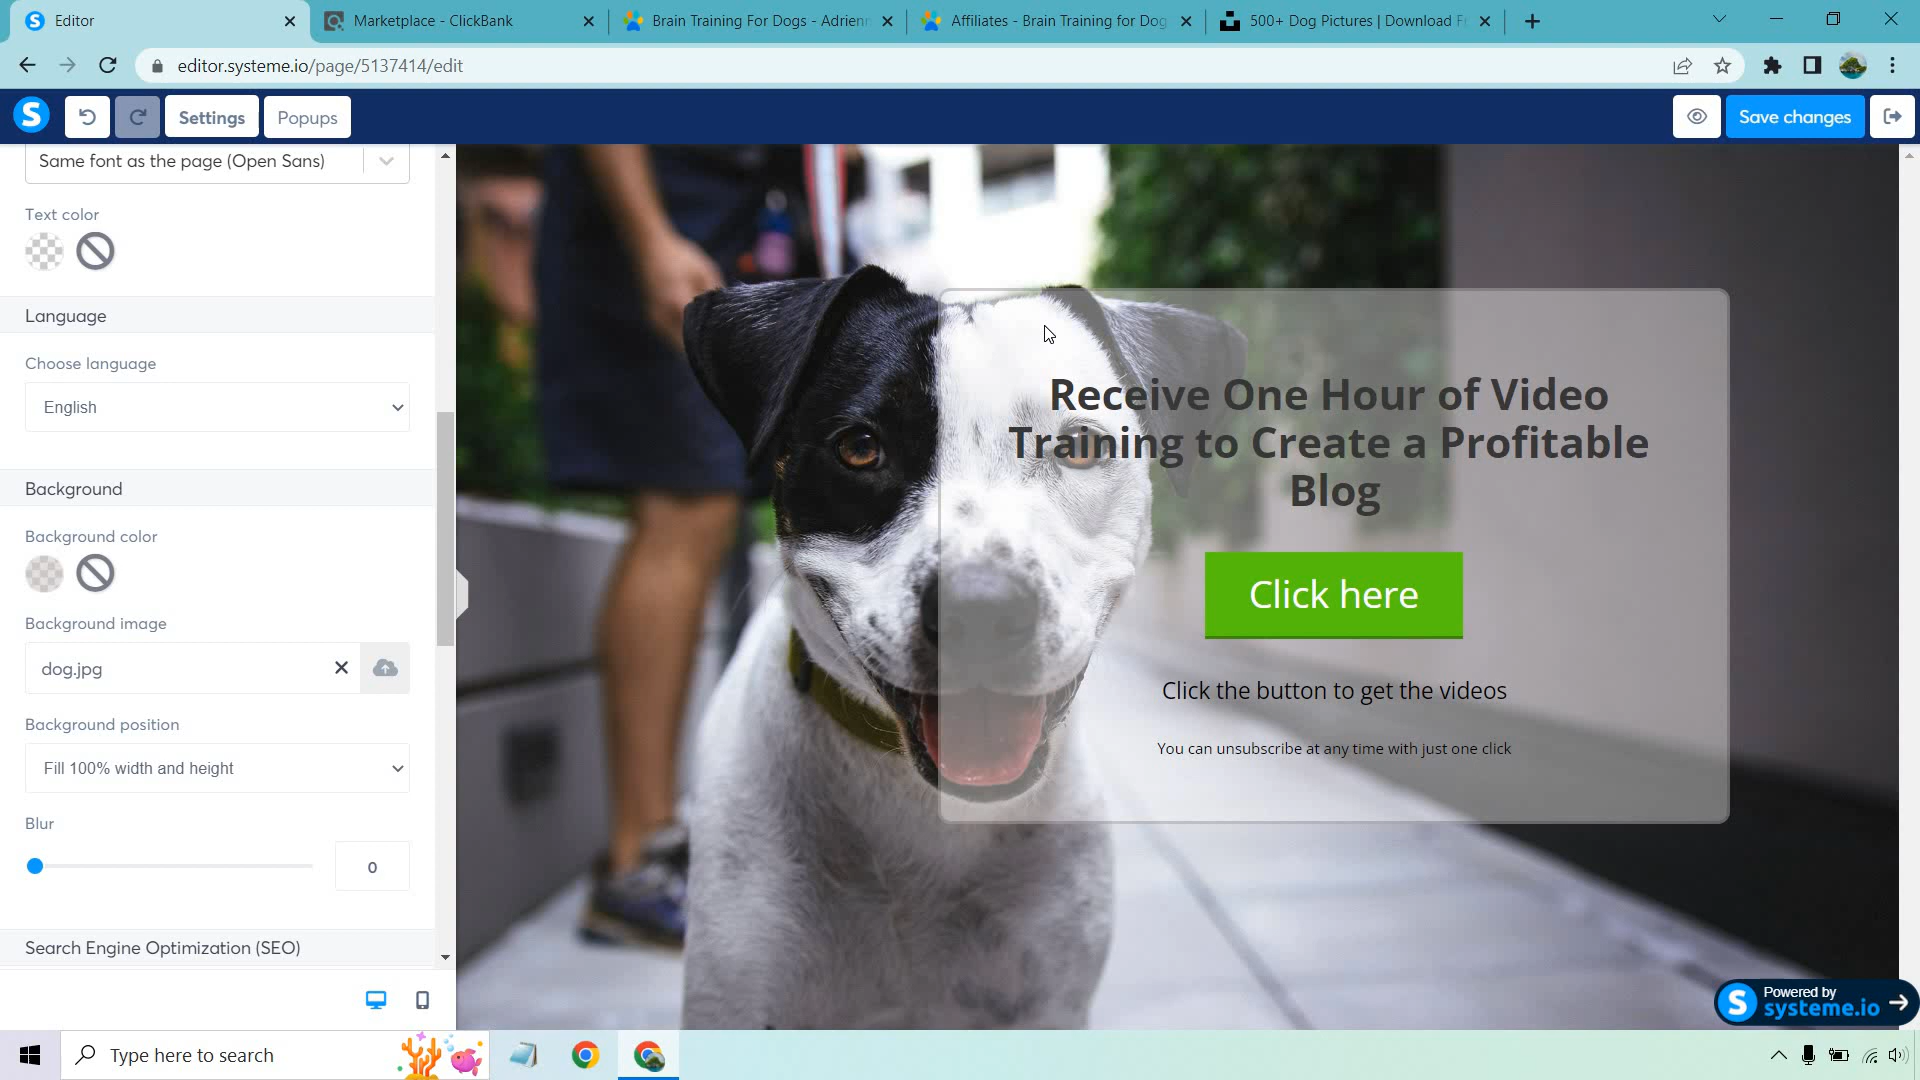 Editor
Marketplace - ClickBank
Brain Training For Dogs - Adrienn
Affiliates - Brain Training for Dog
500+ Dog Pictures | Download Fr
editor.systeme.io/page/5137414/edit
S
Settings
Popups
Save changes
Same font as the page (Open Sans)
Text color
Language
Choose language
English
Background
Background color
Background image
dog.jpg
Background position
Fill 100% width and height
Blur
0
Search Engine Optimization (SEO)
Receive One Hour of Video
Training to Create a Profitable
Blog
Click here
Click the button to get the videos
You can unsubscribe at any time with just one click
S
Powered by
systeme.io
Type here to search